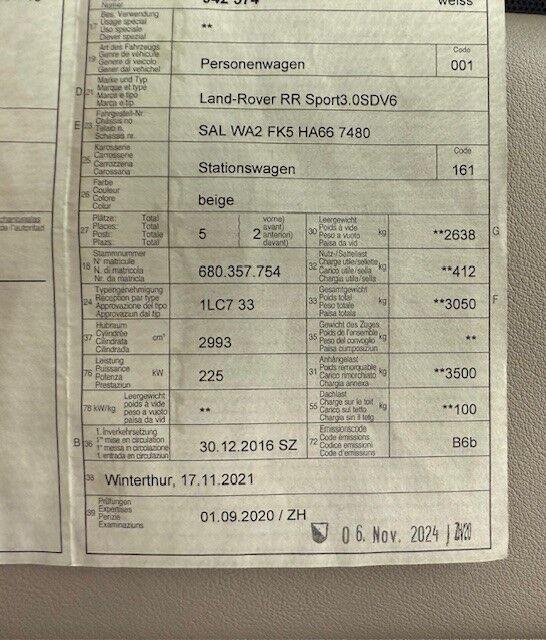 weiss
17
Bes. Verwendung
Usage spécial
Uso speciale
Diever spezial
**
19
Art des Fahrzeugs
Genre de véhicule
Genere di veicolo
Gener dal vehichel
Personenwagen
Code
001
D 21
Marke und Typ
Marque et type
Marca e tipo
Marca e tip
Land-Rover RR Sport3.0SDV6
E 23
Fahrgestell-Nr.
Châssis no
Telaio n.
Schassis nr.
SAL WA2 FK5 HA66 7480
25
Karosserie
Carrosserie
Carrozzeria
Carossaria
Stationswagen
Code
161
26
Farbe
Couleur
Colore
Colur
beige
27
Plätze: Total
Places: Total
Posti: Totale
Plazs: Total
5
2
vorne)
avant)
anteriori)
davant)
30
Leergewicht
Poids à vide
Peso a vuoto
Paisa da vid
kg
**2638
G
18
Stammnummer
N° matricule
N. di matricola
Nr. da matricla
680.357.754
32
Nutz-/Sattellast
Charge utile/sellette
Carico utile/sella
Chargia utila/sella
kg
**412
24
Typengenehmigung
Réception par type
Approvazione del tipo
Approvaziun dal tip
1LC7 33
33
Gesamtgewicht
Poids total
Peso totale
Paisa totala
kg
**3050
F
37
Hubraum
Cylindrée
Cilindrata
Cilindrada
cm³
2993
35
Gewicht des Zuges
Poids de l'ensemble
Peso del convoglio
Paisa cumposiziun
kg
**
76
Leistung
Puissance
Potenza
Prestaziun
kW
225
31
Anhängelast
Poids remorquable
Carico rimorchiato
Chargia annexa
kg
**3500
78 kW/kg
Leergewicht
poids à vide
peso a vuoto
paisa da vid
**
55
Dachlast
Charge sur le toit
Carico sul tetto
Chargia sin il tetg
kg
**100
B 36
1. Inverkehrsetzung
1re mise en circulation
1a messa in circolazione
1. entrada en circulaziun
30.12.2016 SZ
72
Emissionscode
Code émissions
Codice emissioni
Code d'emissiuns
B6b
38
Winterthur, 17.11.2021
39
Prüfungen
Expertises
Perizie
Examinaziuns
01.09.2020 / ZH
06. Nov. 2024